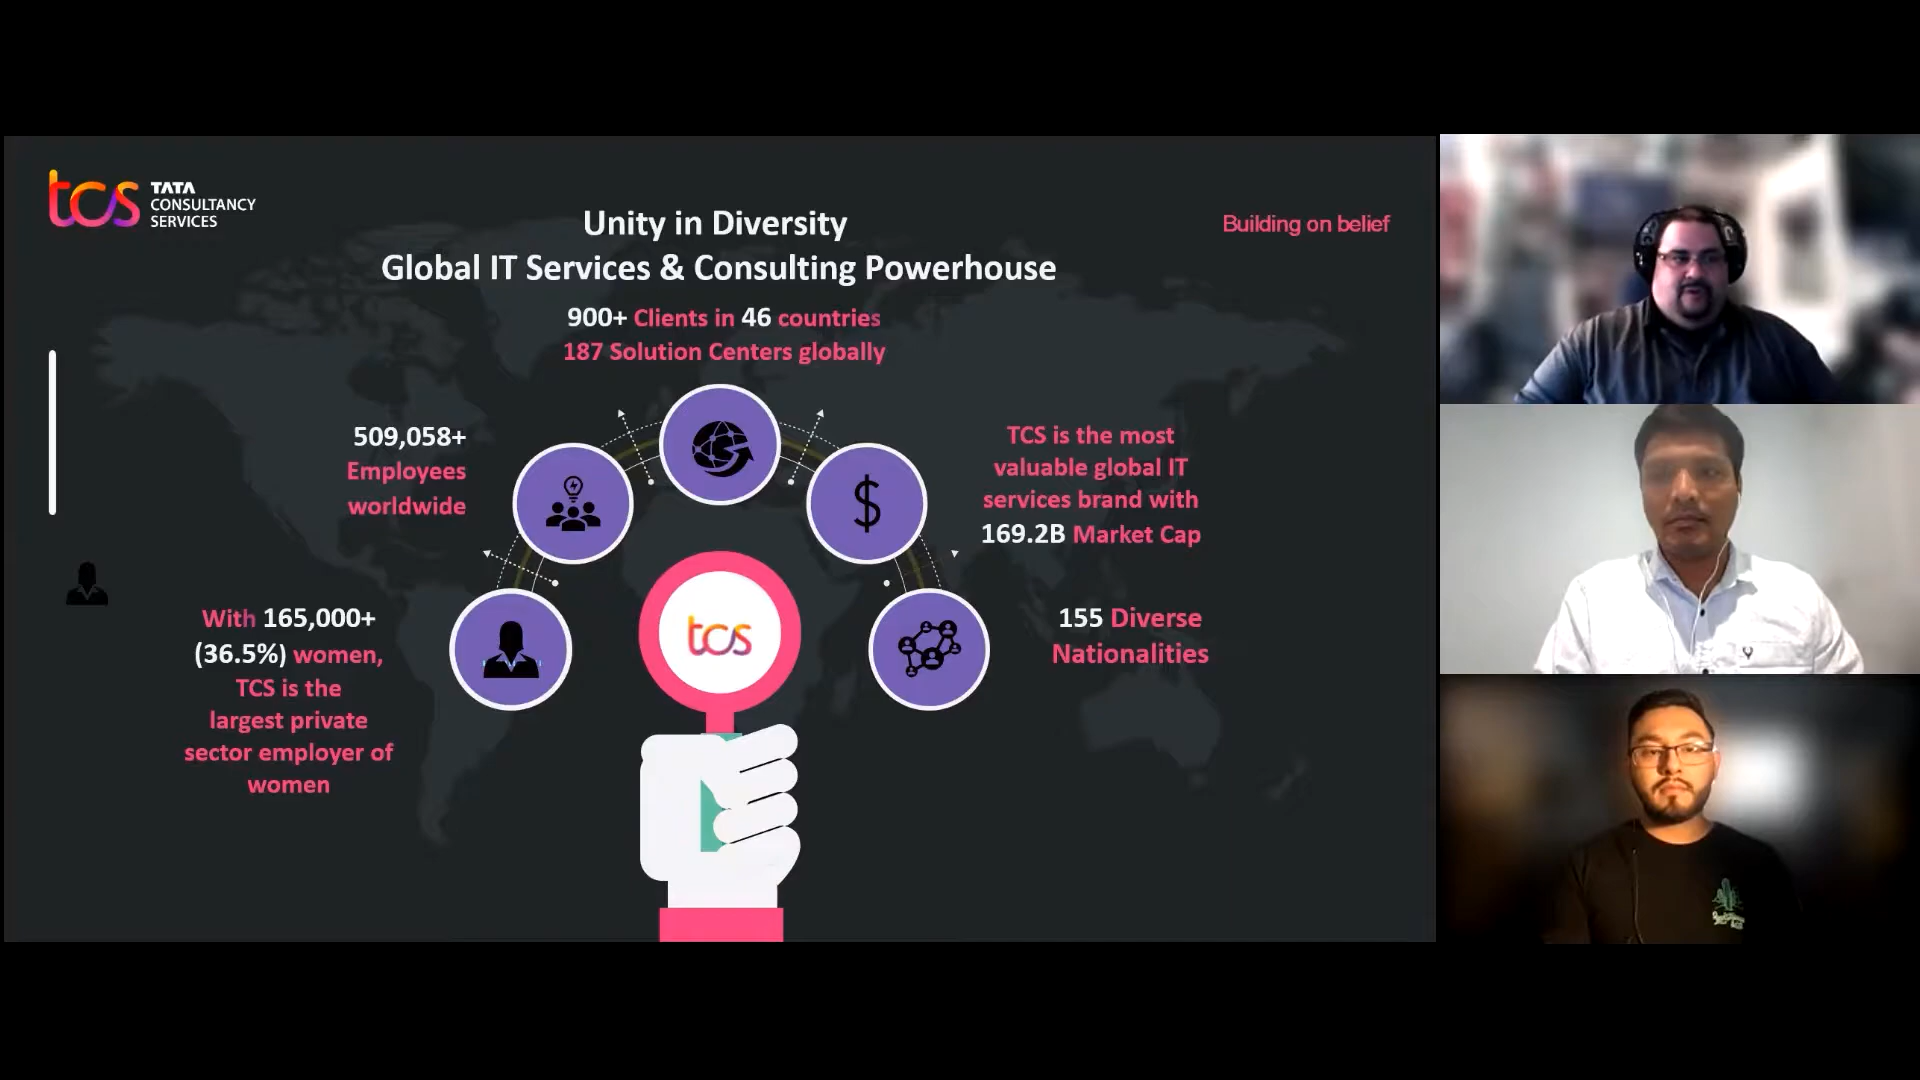 tcs
TATA
CONSULTANCY
SERVICES
Unity in Diversity
Global IT Services & Consulting Powerhouse
Building on belief
900+ Clients in 46 countries
187 Solution Centers globally
509,058+
Employees
worldwide
TCS is the most
valuable global IT
services brand with
169.2B Market Cap
With 165,000+
(36.5%) women,
TCS is the
largest private
sector employer of
women
$
tcs
155 Diverse
Nationalities